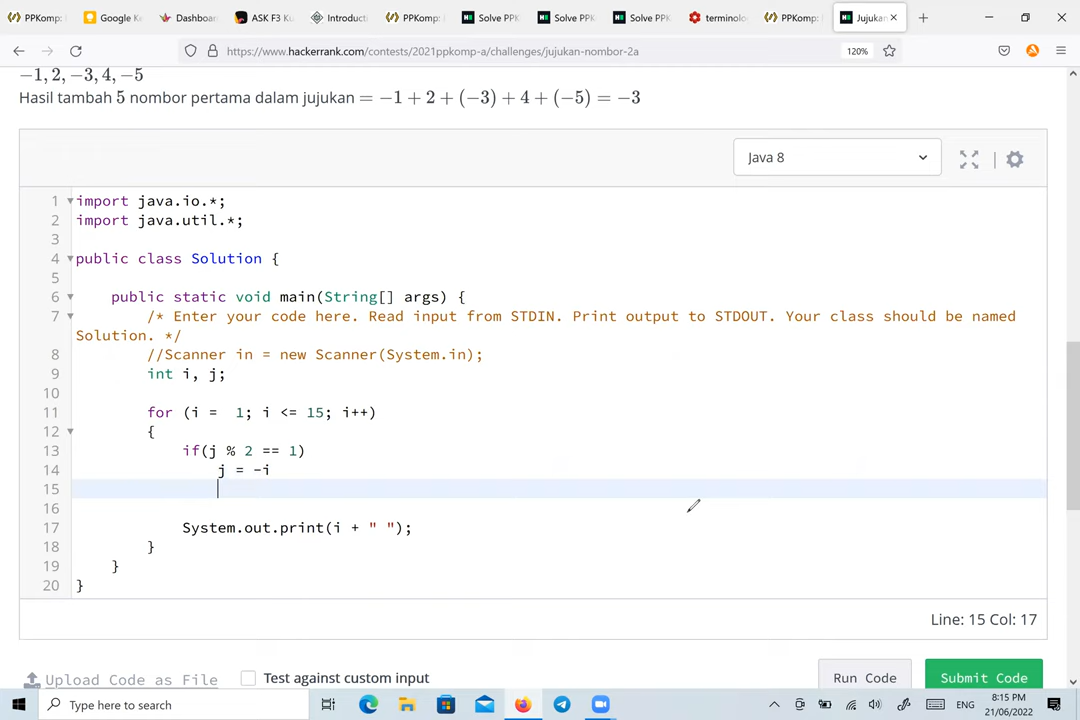 PPKomp:
Google K
Dashboar
ASK F3 Ku
Introducti
PPKomp:
Solve PPK
Solve PPK
Solve PPK
terminolo
PPKomp:
Jujukan
https://www.hackerrank.com/contests/2021ppkomp-a/challenges/jujukan-nombor-2a
120%
−1, 2, −3, 4, −5
Hasil tambah 5 nombor pertama dalam jujukan = −1 + 2 + (−3) + 4 + (−5) = −3
Java 8
1 import java.io.*;
2 import java.util.*;
3
4 public class Solution {
5
6 public static void main(String[] args) {
7 /* Enter your code here. Read input from STDIN. Print output to STDOUT. Your class should be named
Solution. */
8 //Scanner in = new Scanner(System.in);
9 int i, j;
10
11 for (i =  1; i <= 15; i++)
12 {
13 if(j % 2 == 1)
14 j = -i
15
16
17 System.out.print(i + " ");
18 }
19 }
20 }
Line: 15 Col: 17
Upload Code as File
Test against custom input
Run Code
Submit Code
Type here to search
ENG
8:15 PM
21/06/2022